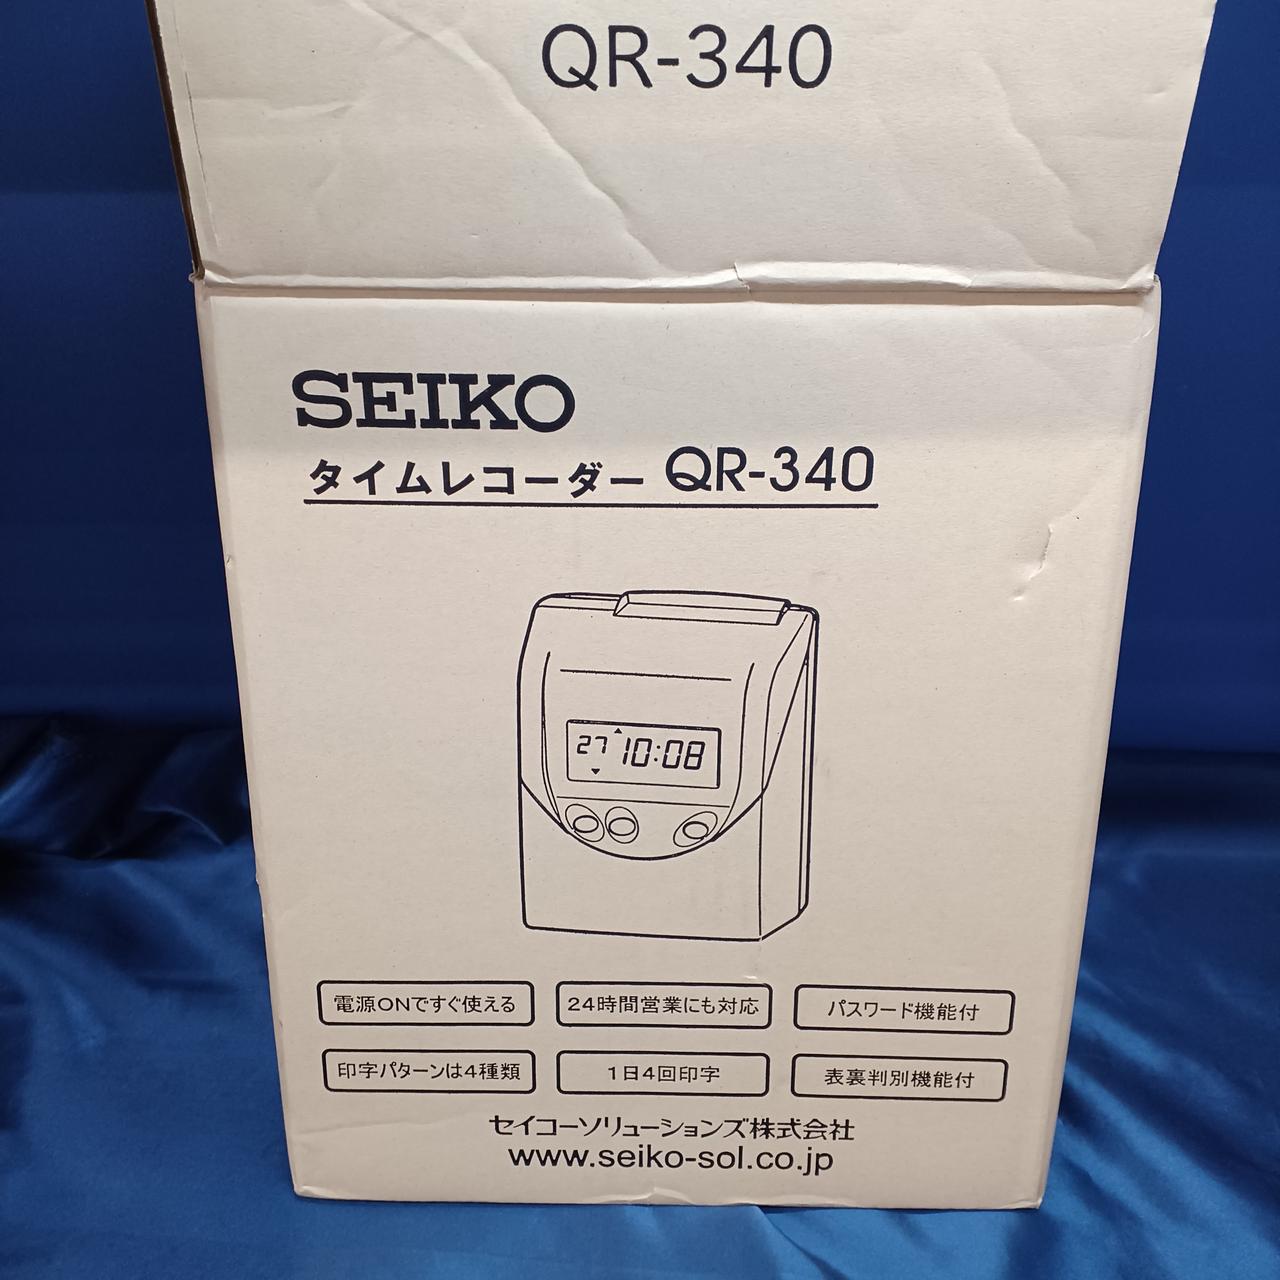 QR-340
SEIKO
タイムレコーダー QR-340
27 10:08
電源ONですぐ使える
24時間営業にも対応
パスワード機能付
印字パターンは4種類
1日4回印字
表裏判別機能付
セイコーソリューションズ株式会社
www.seiko-sol.co.jp